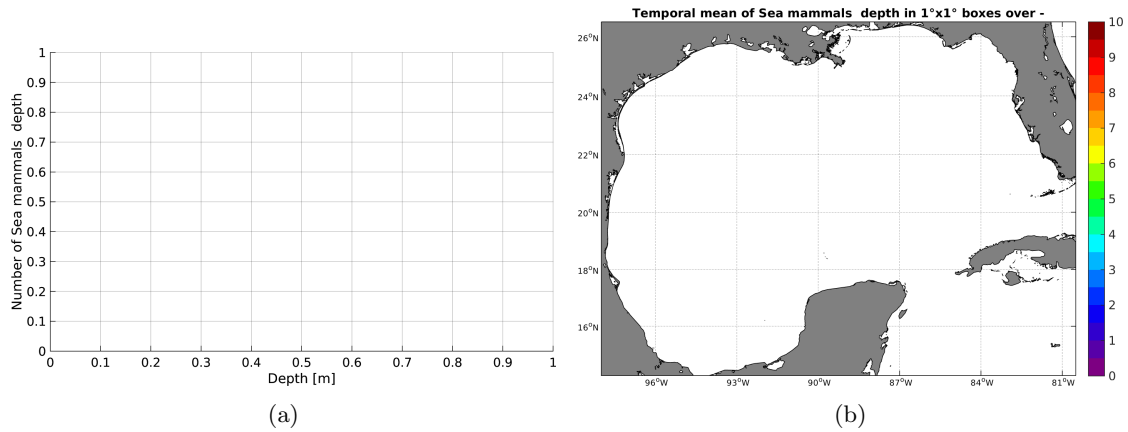 1
0.9
0.8
0.7
0.6
0.5
0.4
0.3
0.2
0.1
0
Number of Sea mammals  depth
0 0.1 0.2 0.3 0.4 0.5 0.6 0.7 0.8 0.9 1
Depth [m]
(a)
Temporal mean of Sea mammals  depth in 1°x1° boxes over -
26°N
24°N
22°N
20°N
18°N
16°N
96°W 93°W 90°W 87°W 84°W 81°W
10
9
8
7
6
5
4
3
2
1
0
(b)